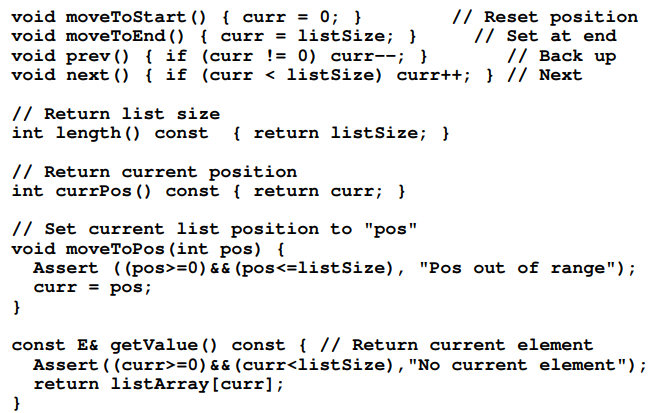 void moveToStart() { curr = 0; }         // Reset position
void moveToEnd() { curr = listSize; }     // Set at end
void prev() { if (curr != 0) curr--; }       // Back up
void next() { if (curr < listSize) curr++; } // Next
// Return list size
int length() const  { return listSize; }
// Return current position
int currPos() const { return curr; }
// Set current list position to "pos"
void moveToPos(int pos) {
  Assert ((pos>=0)&&(pos<=listSize), "Pos out of range");
  curr = pos;
}
const E& getValue() const { // Return current element
  Assert((curr>=0)&&(curr<listSize),"No current element");
  return listArray[curr];
}